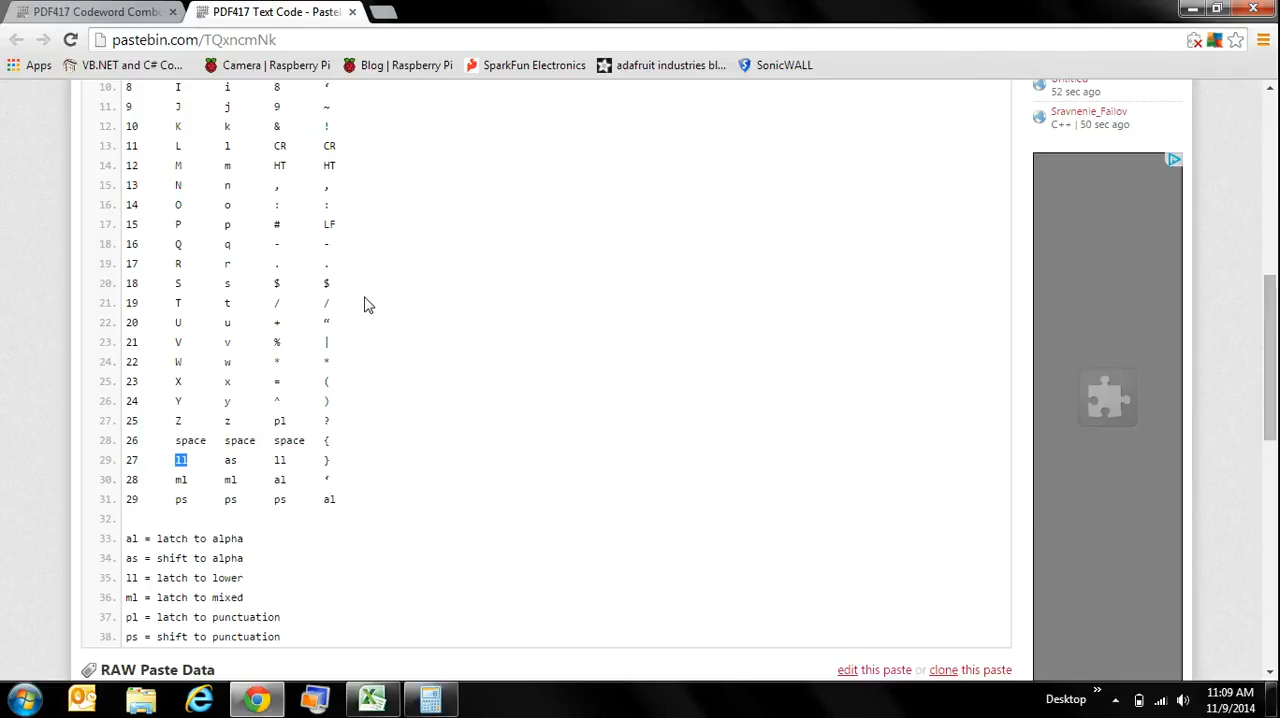 PDF417 Codeword Comb
PDF417 Text Code - Paste
pastebin.com/TQxncmNk
Apps VB.NET and C# Co... Camera | Raspberry Pi Blog | Raspberry Pi SparkFun Electronics adafruit industries bl... SonicWALL
10. 8 I i 8 ‘
11. 9 J j 9 ~
12. 10 K k & !
13. 11 L l CR CR
14. 12 M m HT HT
15. 13 N n , ,
16. 14 O o : :
17. 15 P p # LF
18. 16 Q q - -
19. 17 R r . .
20. 18 S s $ $
21. 19 T t / /
22. 20 U u + “
23. 21 V v % |
24. 22 W w * *
25. 23 X x = (
26. 24 Y y ^ )
27. 25 Z z pl ?
28. 26 space space space {
29. 27 ll as ll }
30. 28 ml ml al ‘
31. 29 ps ps ps al
32.
33. al = latch to alpha
34. as = shift to alpha
35. ll = latch to lower
36. ml = latch to mixed
37. pl = latch to punctuation
38. ps = shift to punctuation
RAW Paste Data
edit this paste or clone this paste
Untitled
52 sec ago
Sravnenie_Failov
C++ | 50 sec ago
Desktop
11:09 AM
11/9/2014